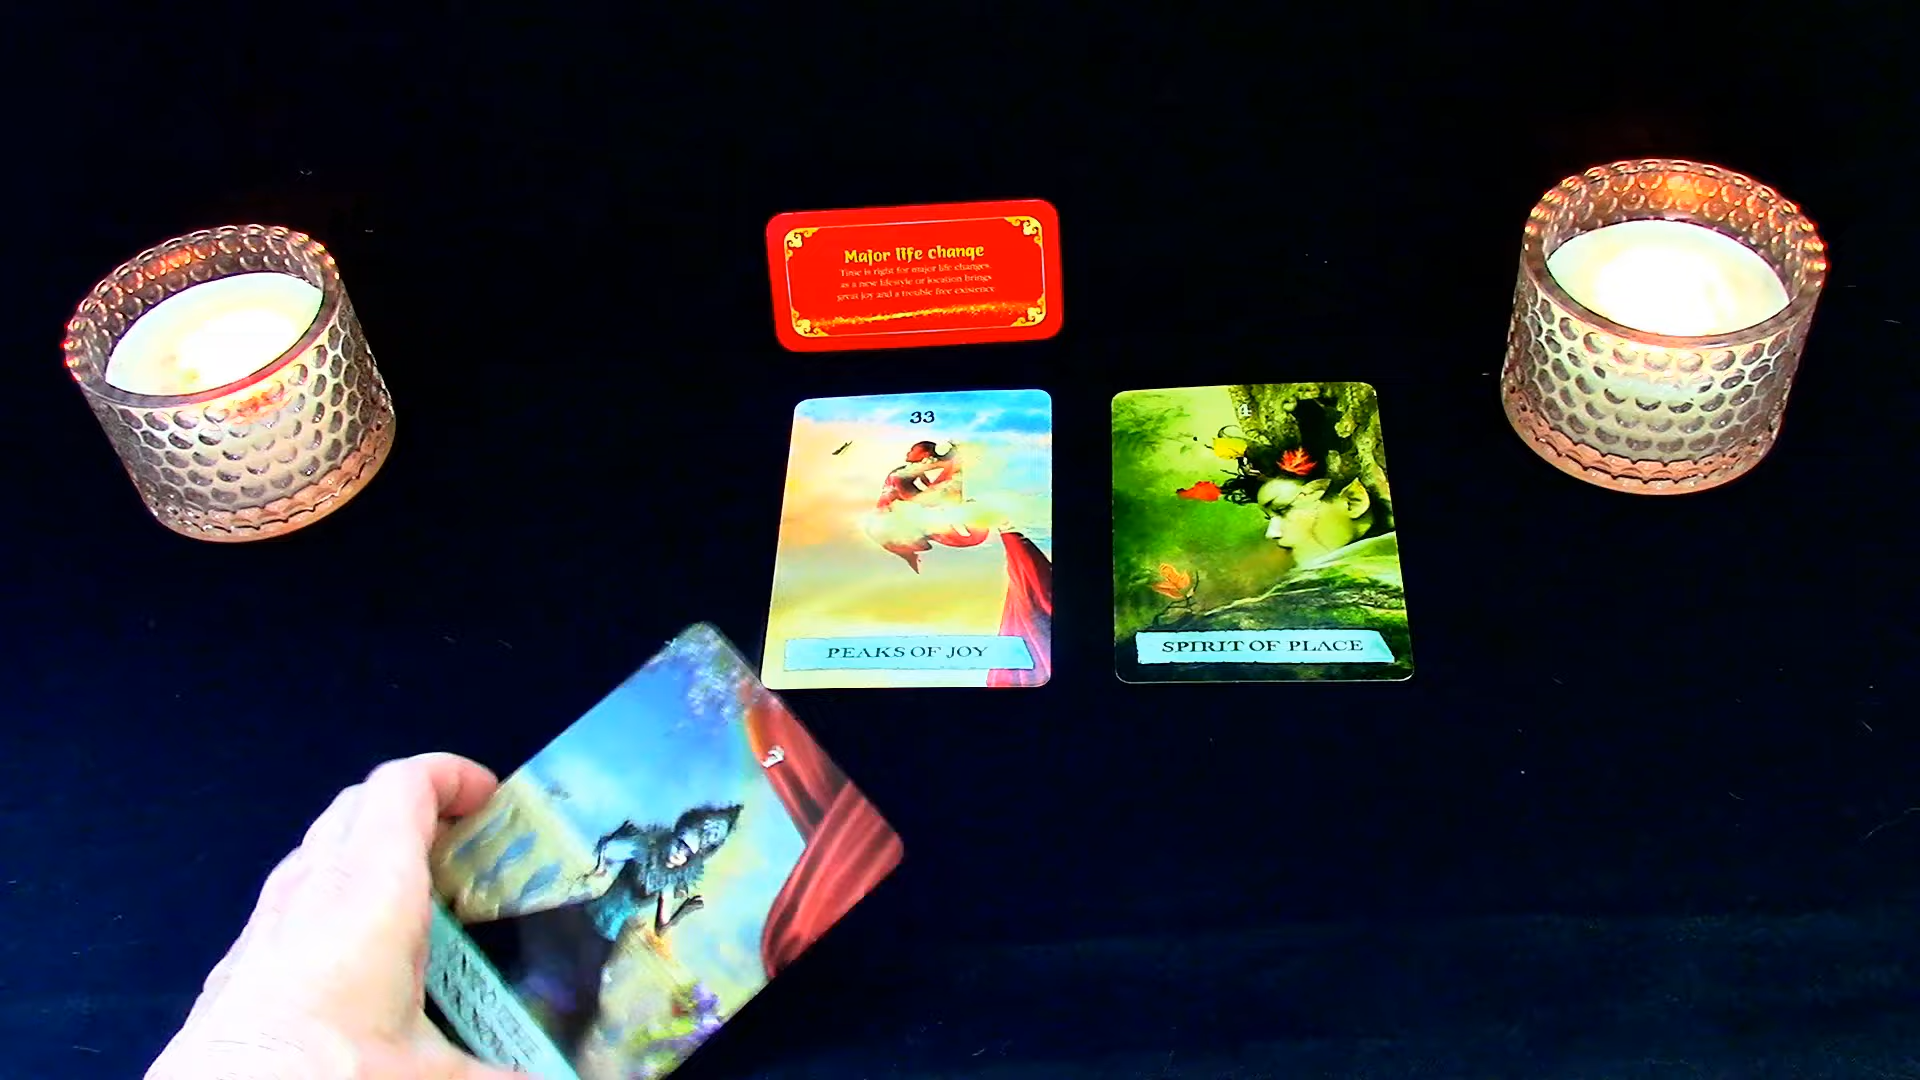 Major life change
Time is right for major life changes,
as a new lifestyle or location brings
great joy and a trouble free existence
33
PEAKS OF JOY
4
SPIRIT OF PLACE